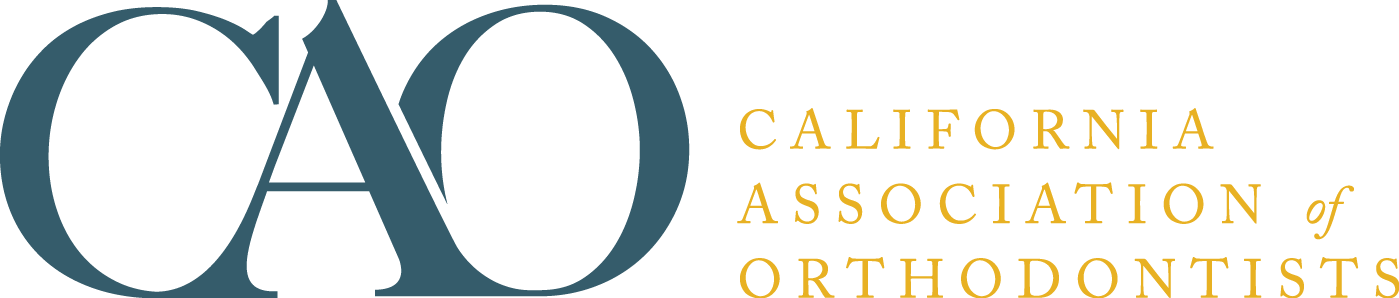 CAO
CALIFORNIA
ASSOCIATION of
ORTHODONTISTS